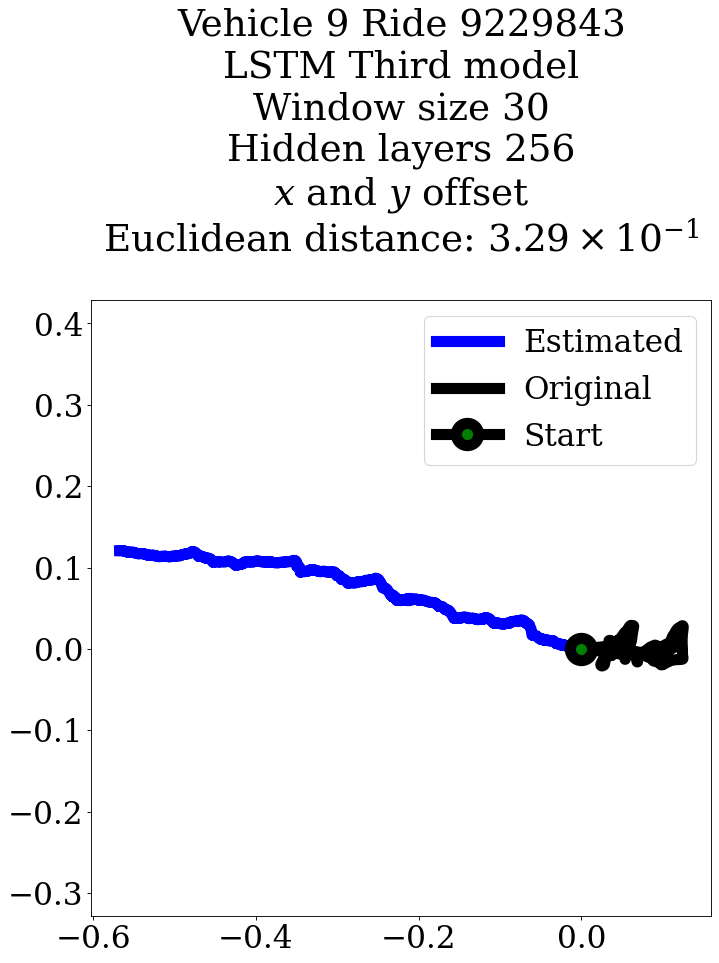 Vehicle 9 Ride 9229843
LSTM Third model
Window size 30
Hidden layers 256
x and y offset
Euclidean distance: 3.29 × 10⁻¹
Estimated
Original
Start
0.4
0.3
0.2
0.1
0.0
−0.1
−0.2
−0.3
−0.6 −0.4 −0.2 0.0